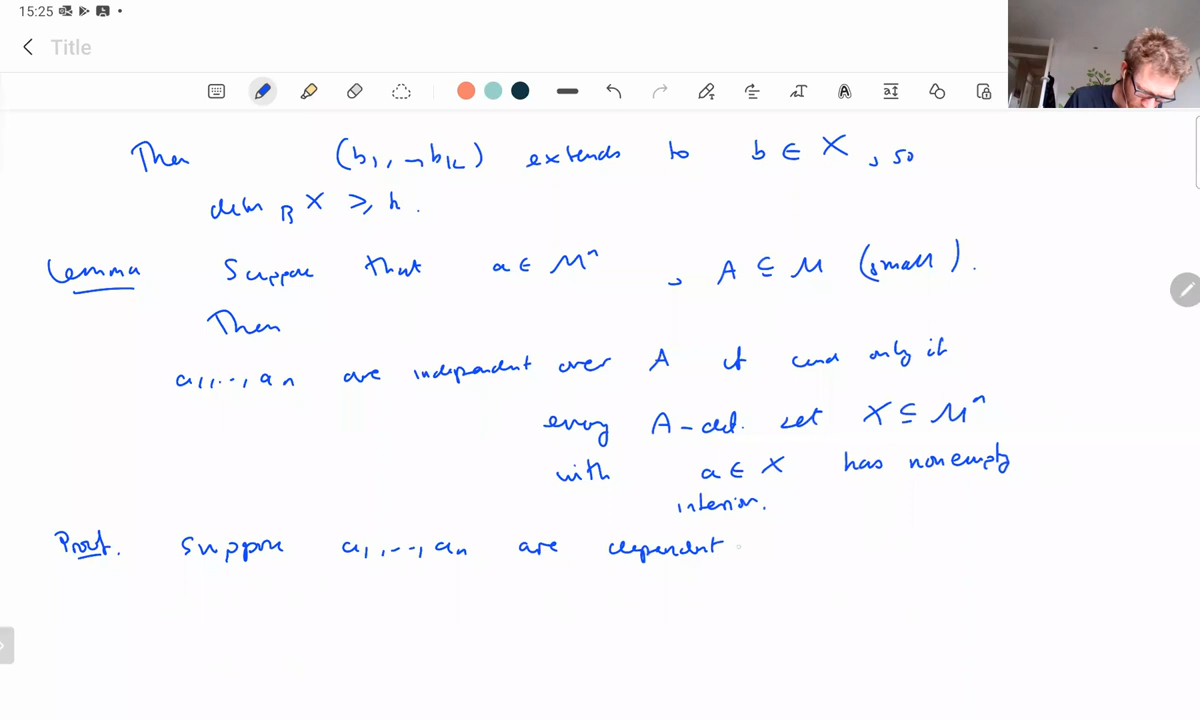 15:25
Title
Then (b1, ..., bk) extends to b ∈ X, so
dim_B X ≥ k.
Lemma Suppose that a ∈ M^n, A ⊆ M (small).
Then
a1, ..., an are independent over A if and only if
every A-def. set X ⊆ M^n
with a ∈ X has nonempty
interior.
Proof. Suppose a1, ..., an are dependent